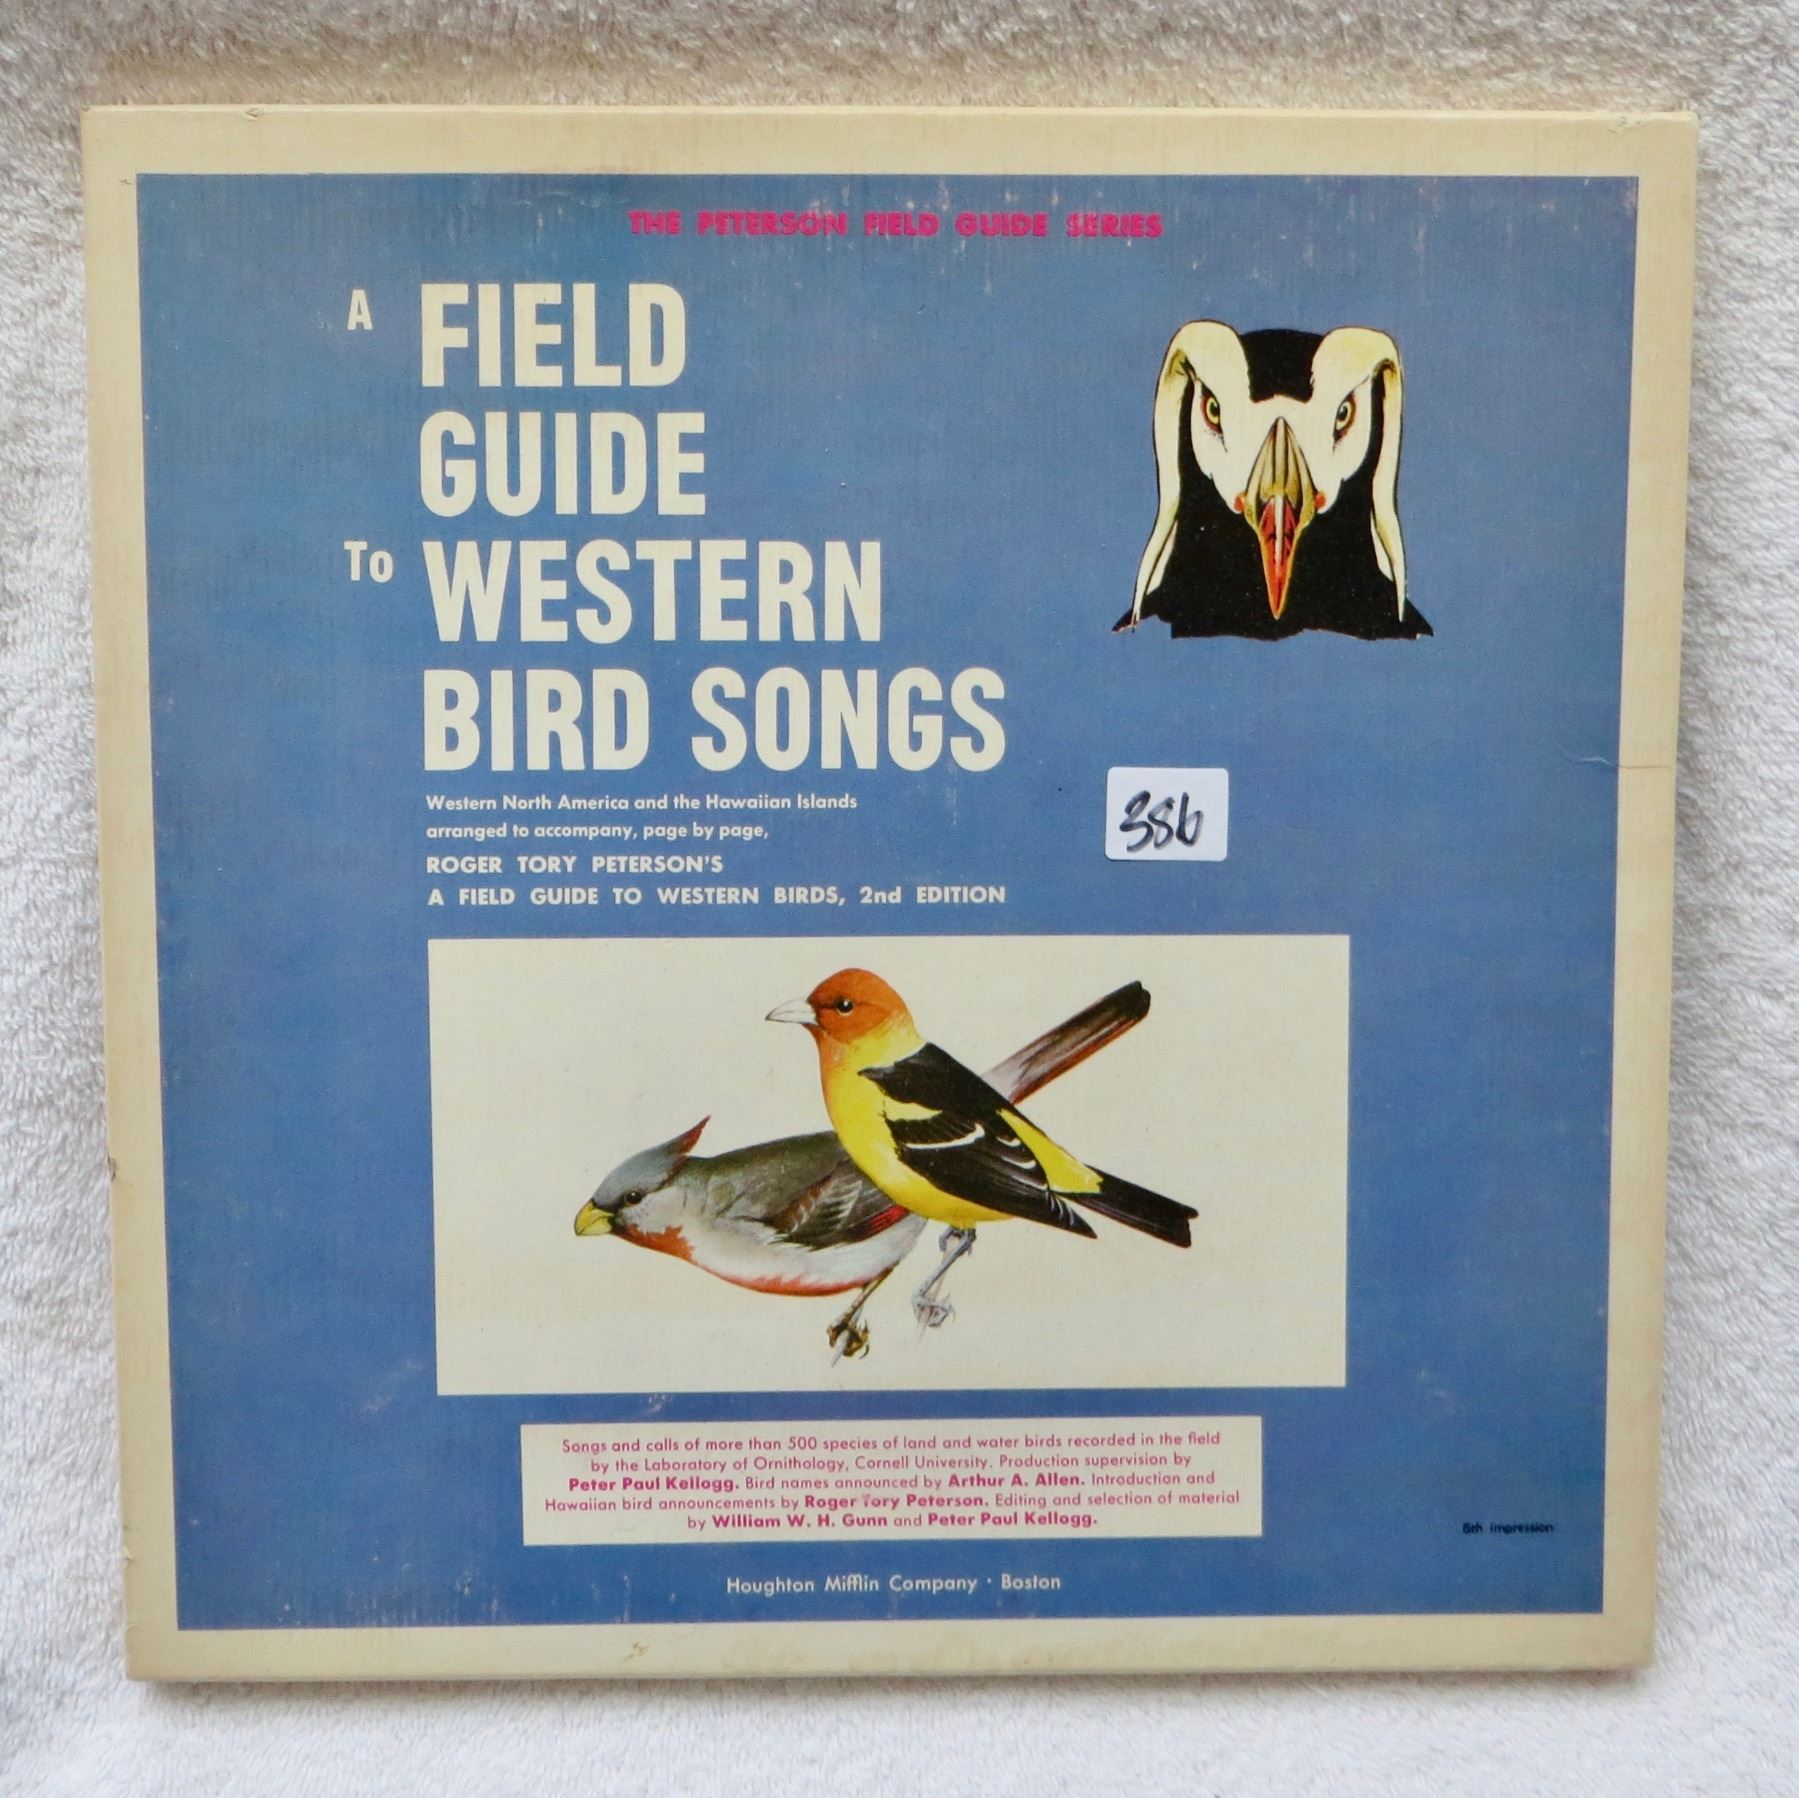 THE PETERSON FIELD GUIDE SERIES
A FIELD
GUIDE
To WESTERN
BIRD SONGS
Western North America and the Hawaiian Islands
arranged to accompany, page by page,
ROGER TORY PETERSON'S
A FIELD GUIDE TO WESTERN BIRDS, 2nd EDITION
386
Songs and calls of more than 500 species of land and water birds recorded in the field
by the Laboratory of Ornithology, Cornell University. Production supervision by
Peter Paul Kellogg. Bird names announced by Arthur A. Allen. Introduction and
Hawaiian bird announcements by Roger Tory Peterson. Editing and selection of material
by William W. H. Gunn and Peter Paul Kellogg.
6th impression
Houghton Mifflin Company · Boston